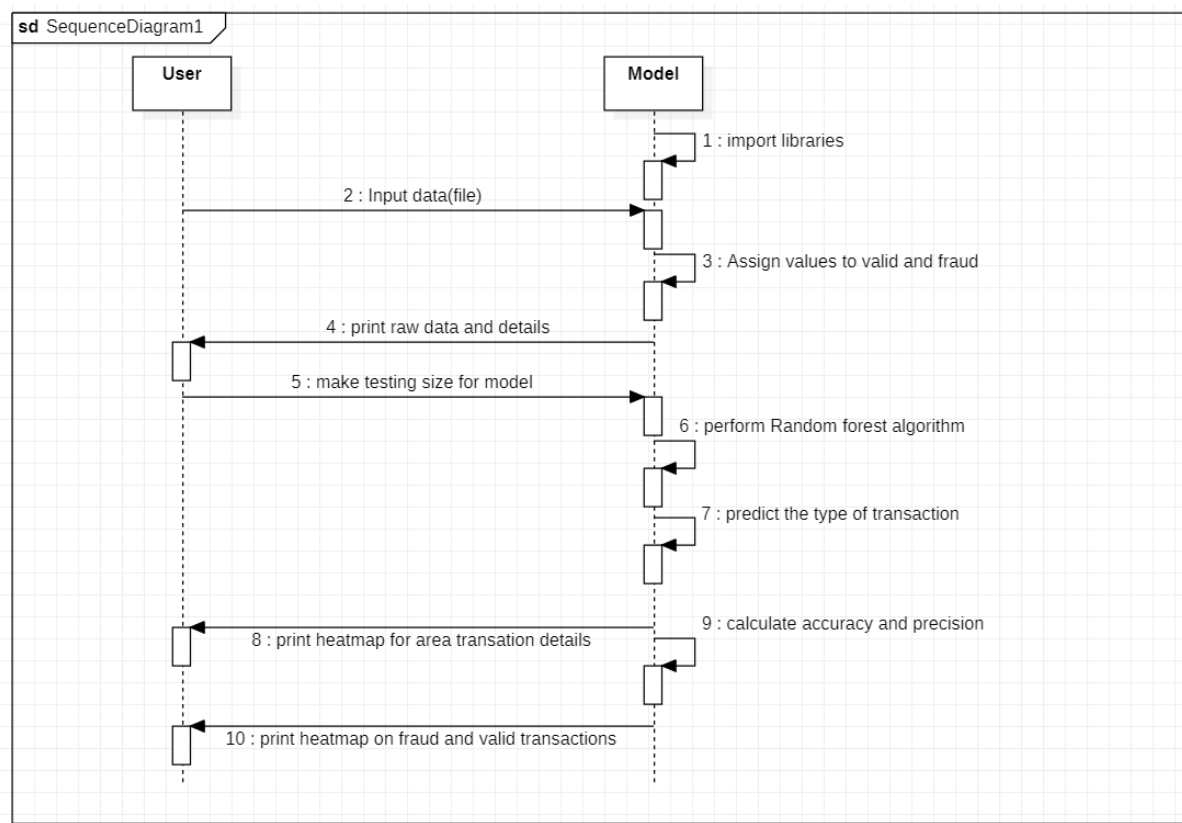 sd SequenceDiagram1
User
Model
1 : import libraries
2 : Input data(file)
3 : Assign values to valid and fraud
4 : print raw data and details
5 : make testing size for model
6 : perform Random forest algorithm
7 : predict the type of transaction
8 : print heatmap for area transation details
9 : calculate accuracy and precision
10 : print heatmap on fraud and valid transactions